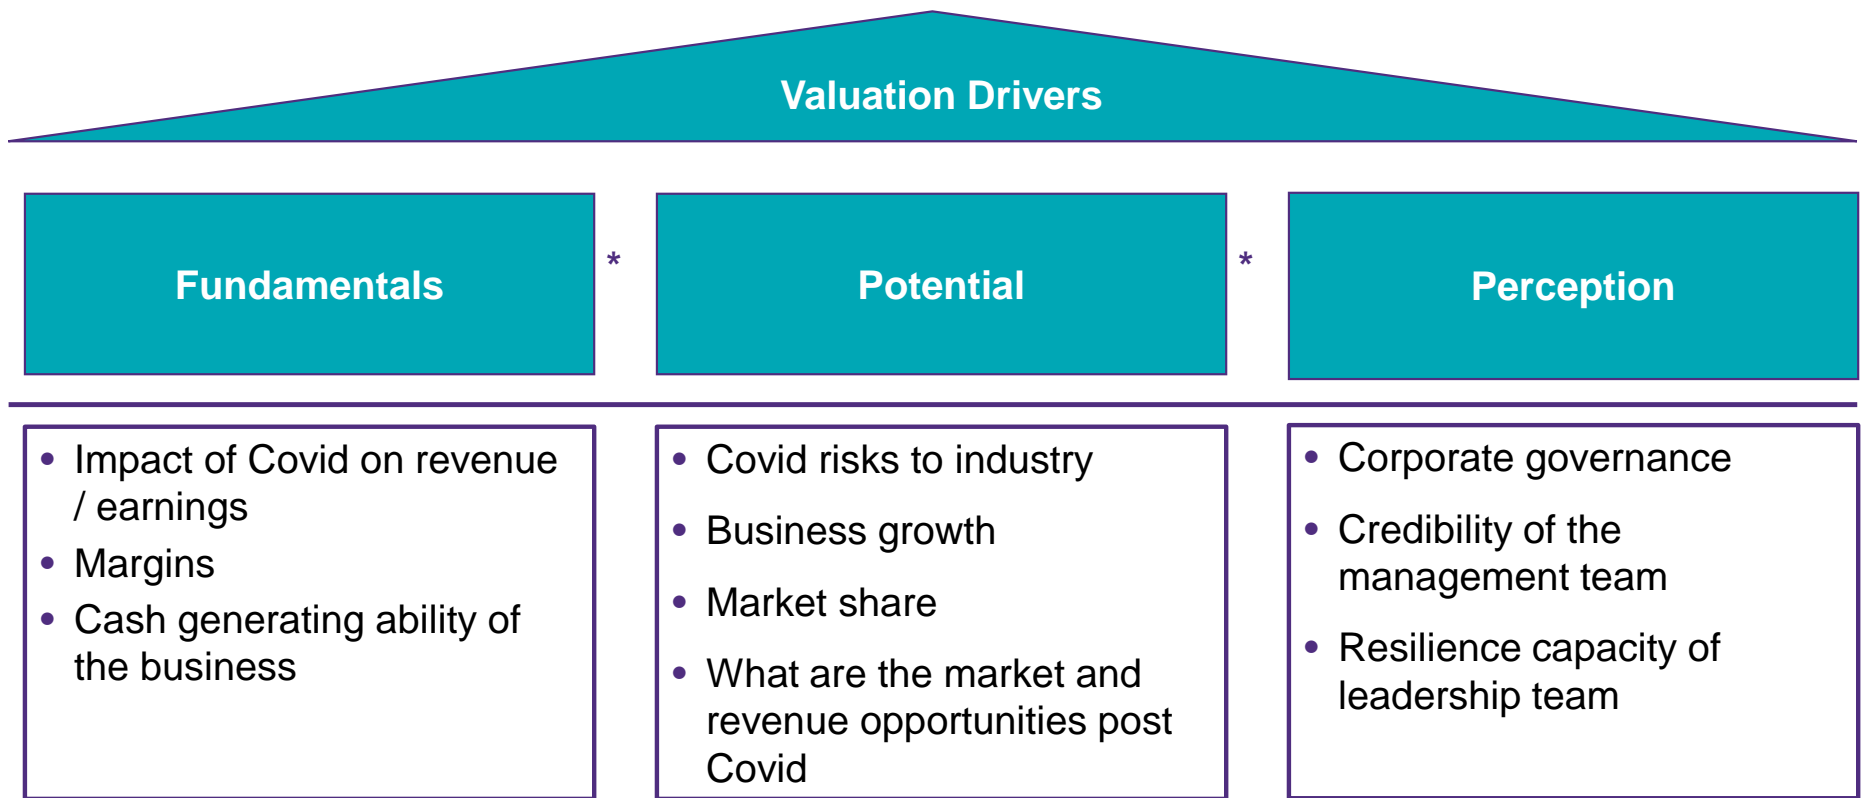 Valuation Drivers
Fundamentals
*
Potential
*
Perception
• Impact of Covid on revenue
/ earnings
• Margins
• Cash generating ability of
the business
• Covid risks to industry
• Business growth
• Market share
• What are the market and
revenue opportunities post
Covid
• Corporate governance
• Credibility of the
management team
• Resilience capacity of
leadership team